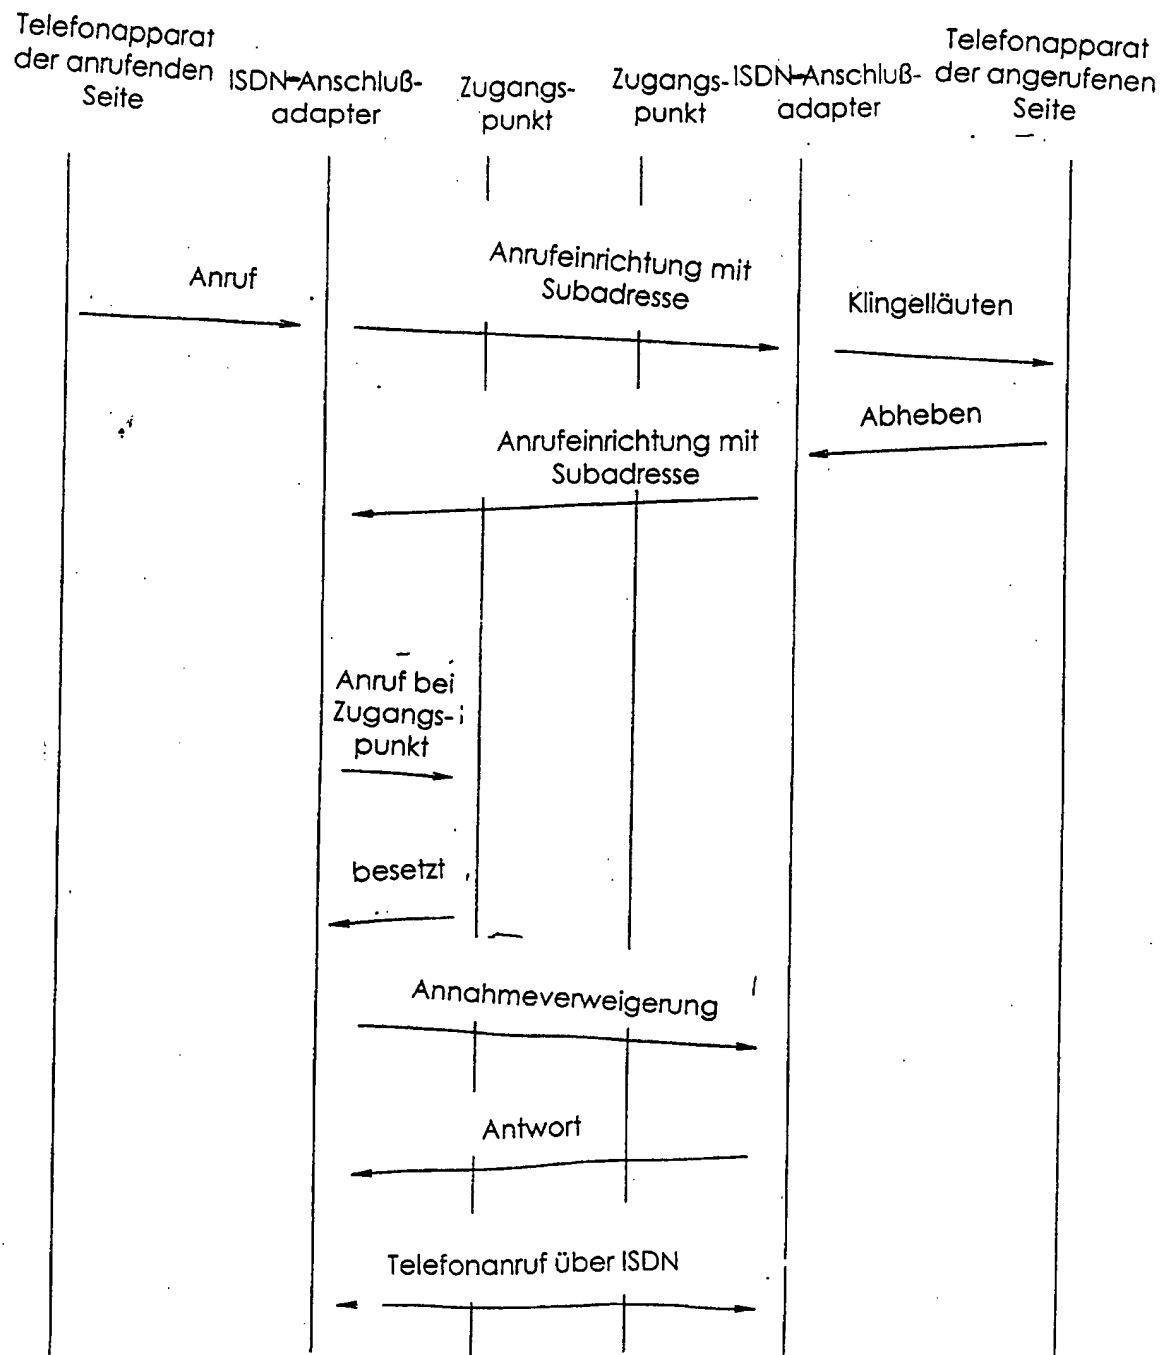 Telefonapparat
der anrufenden
Seite
ISDN-Anschluß-
adapter
Zugangs-
punkt
Zugangs-
punkt
ISDN-Anschluß-
adapter
Telefonapparat
der angerufenen
Seite
Anruf
Anrufeinrichtung mit
Subadresse
Klingelläuten
Abheben
Anrufeinrichtung mit
Subadresse
Anruf bei
Zugangs-
punkt
besetzt
Annahmeverweigerung
Antwort
Telefonanruf über ISDN